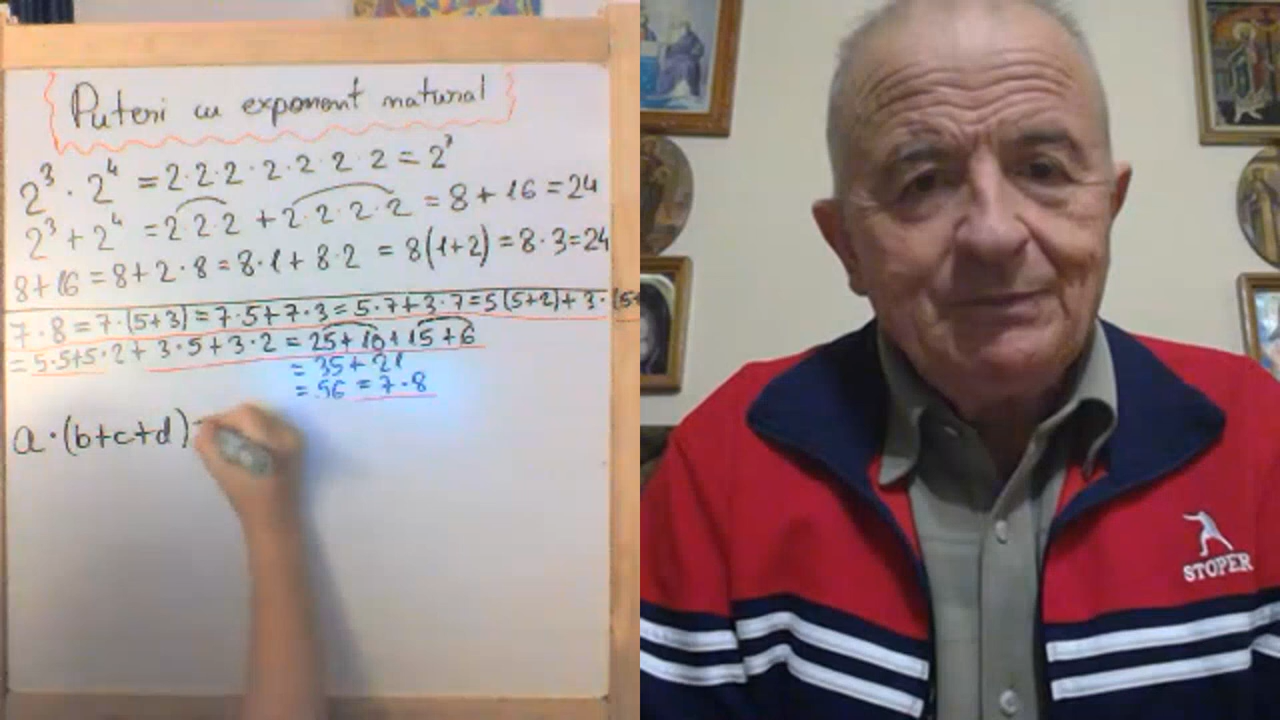 Puteri cu exponent natural
2³ · 2⁴ = 2·2·2·2·2·2·2 = 2⁷
2³ + 2⁴ = 2·2·2 + 2·2·2·2 = 8 + 16 = 24
8+16 = 8+2·8 = 8·1 + 8·2 = 8(1+2) = 8·3=24
7·8 = 7·(5+3) = 7·5+7·3 = 5·7+3·7 = 5(5+2)+3·(5+
= 5·5+5·2+3·5+3·2 = 25+10+15+6
= 35+21
= 56 = 7·8
a·(b+c+d) =
STOPER